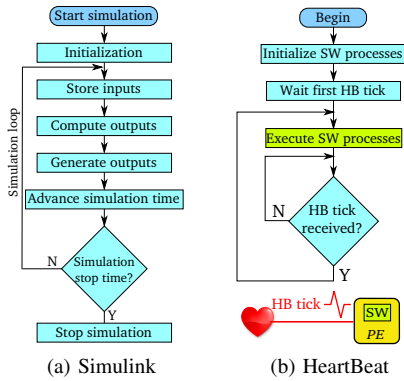 Start simulation
Initialization
Simulation loop
Store inputs
Compute outputs
Generate outputs
Advance simulation time
N
Simulation
stop time?
Y
Stop simulation
(a) Simulink
Begin
Initialize SW processes
Wait first HB tick
Execute SW processes
N
HB tick
received?
Y
HB tick
SW
PE
(b) HeartBeat